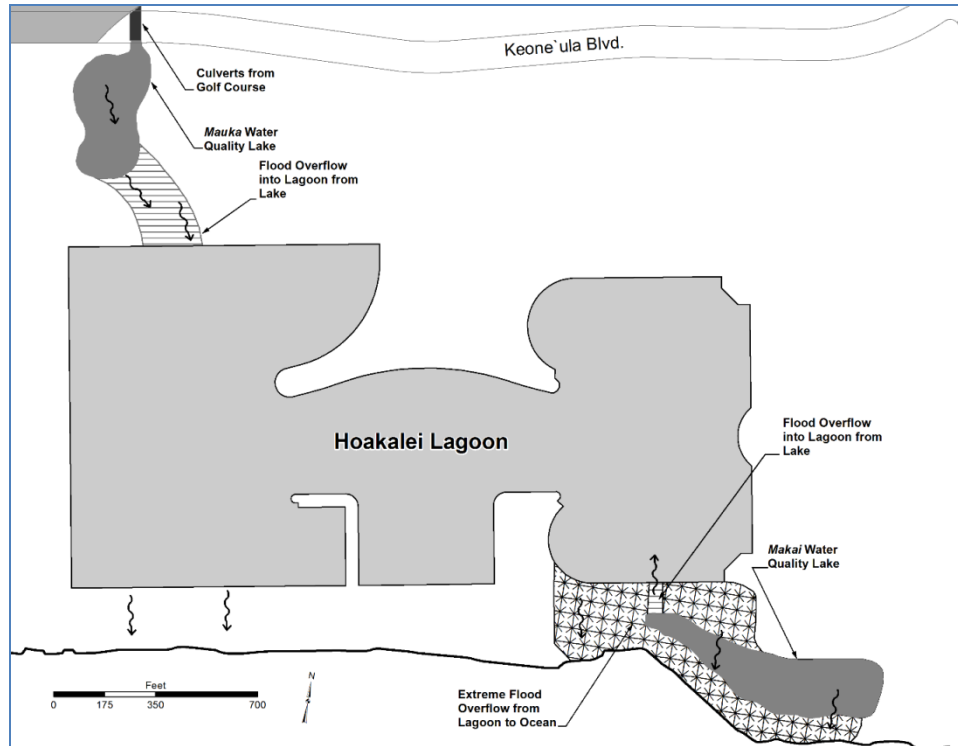 Keone`ula Blvd.
Culverts from
Golf Course
Mauka Water
Quality Lake
Flood Overflow
into Lagoon from
Lake
Hoakalei Lagoon
Flood Overflow
into Lagoon from
Lake
Makai Water
Quality Lake
Extreme Flood
Overflow from
Lagoon to Ocean
Feet
0 175 350 700
N